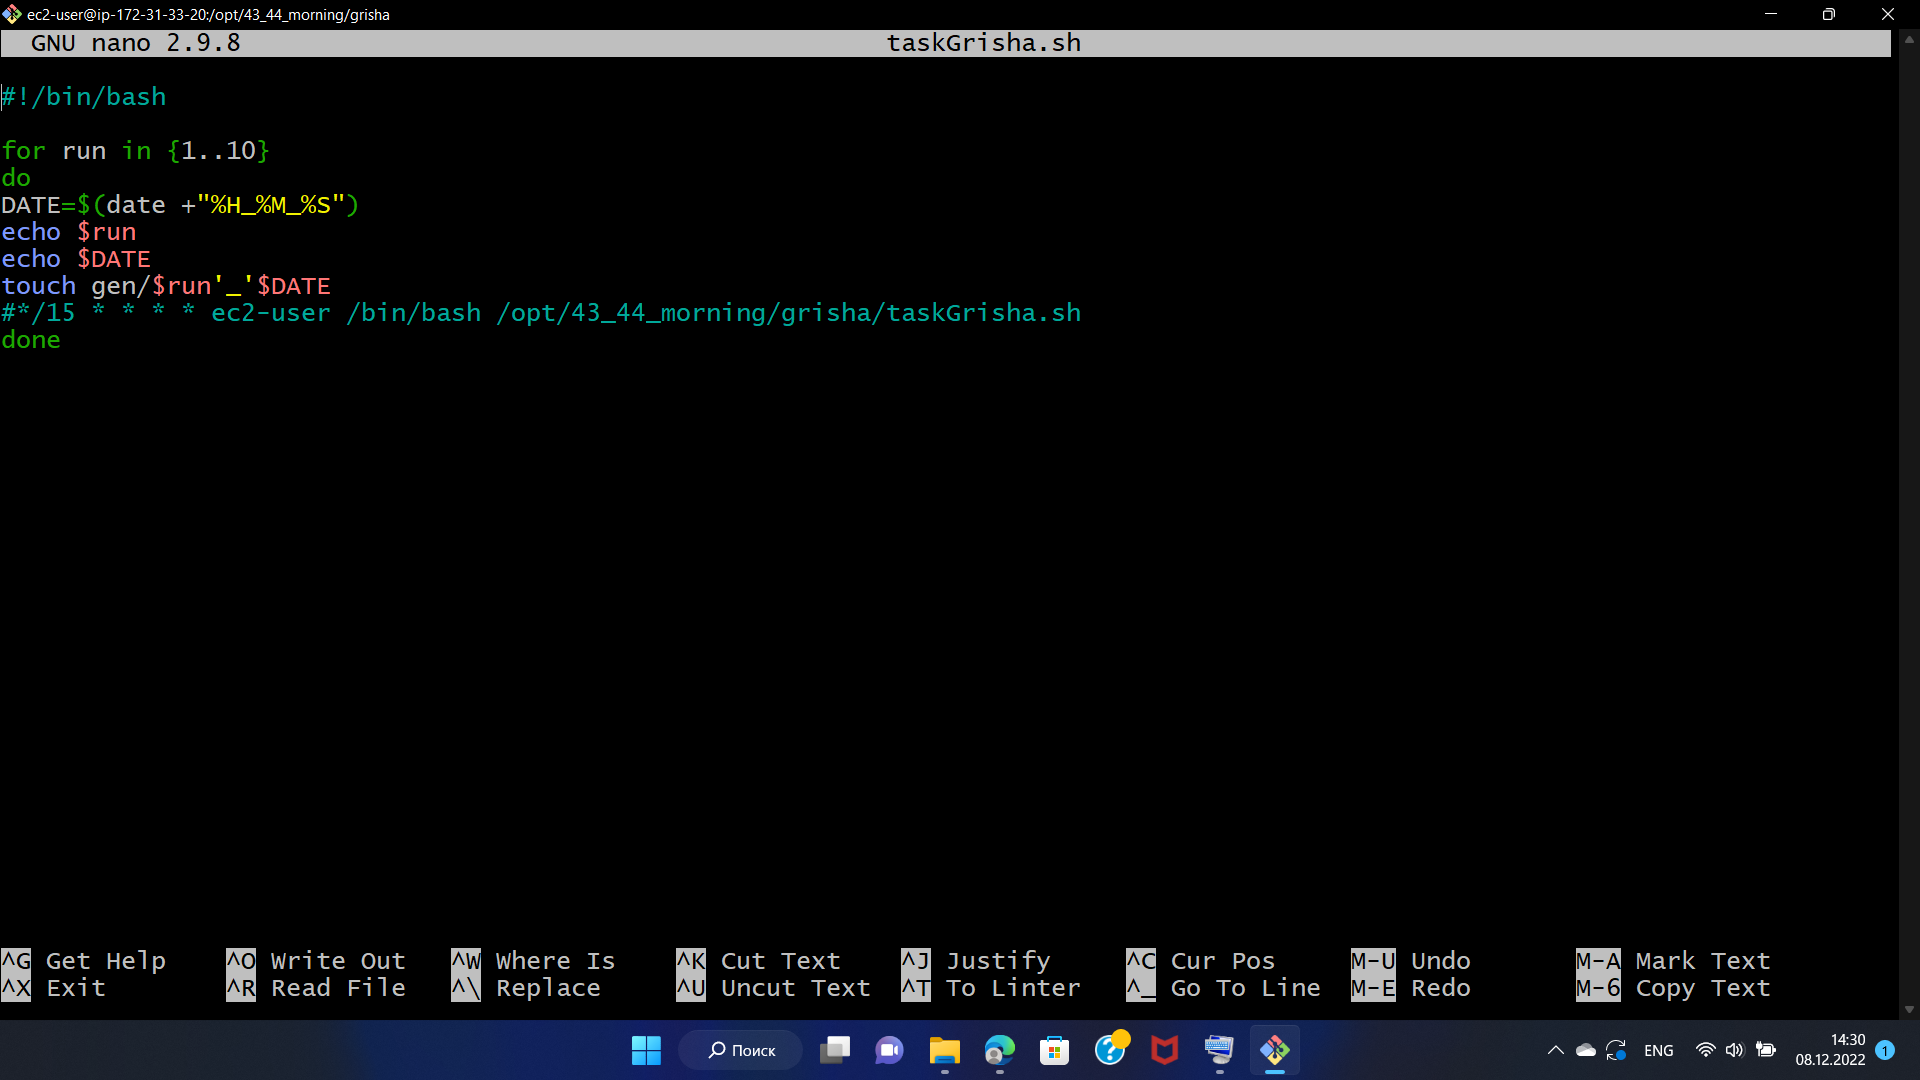 ec2-user@ip-172-31-33-20:/opt/43_44_morning/grisha
GNU nano 2.9.8 taskGrisha.sh
#!/bin/bash
for run in {1..10}
do
DATE=$(date +"%H_%M_%S")
echo $run
echo $DATE
touch gen/$run'_'$DATE
#*/15 * * * * ec2-user /bin/bash /opt/43_44_morning/grisha/taskGrisha.sh
done
^G Get Help ^O Write Out ^W Where Is ^K Cut Text ^J Justify ^C Cur Pos M-U Undo M-A Mark Text
^X Exit ^R Read File ^\ Replace ^U Uncut Text ^T To Linter ^_ Go To Line M-E Redo M-6 Copy Text
Поиск
ENG
14:30
08.12.2022
1